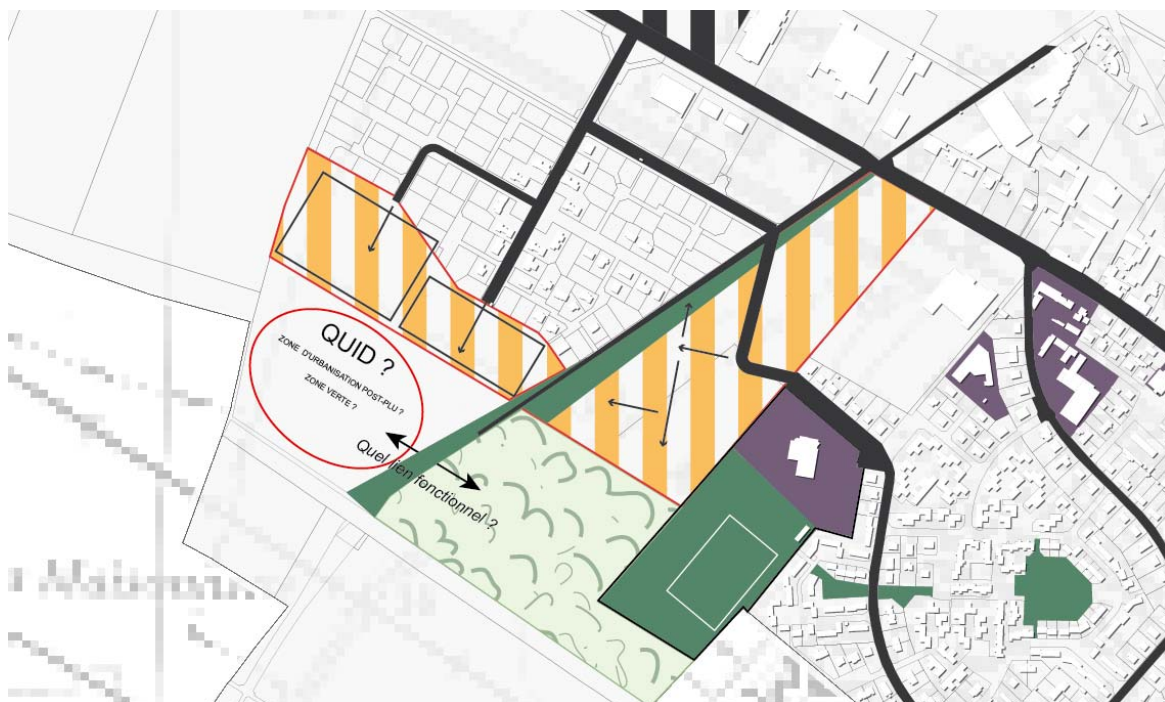 QUID ?
ZONE D'URBANISATION POST-PLU ?
ZONE VERTE ?
Quel lien fonctionnel ?